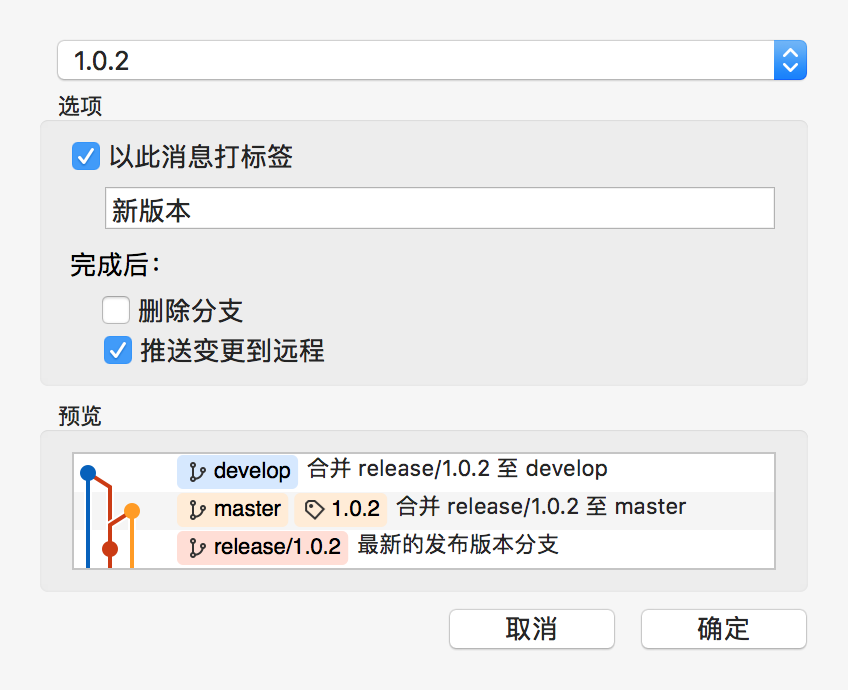 1.0.2
选项
以此消息打标签
新版本
完成后：
删除分支
推送变更到远程
预览
develop 合并 release/1.0.2 至 develop
master 1.0.2 合并 release/1.0.2 至 master
release/1.0.2 最新的发布版本分支
取消 确定